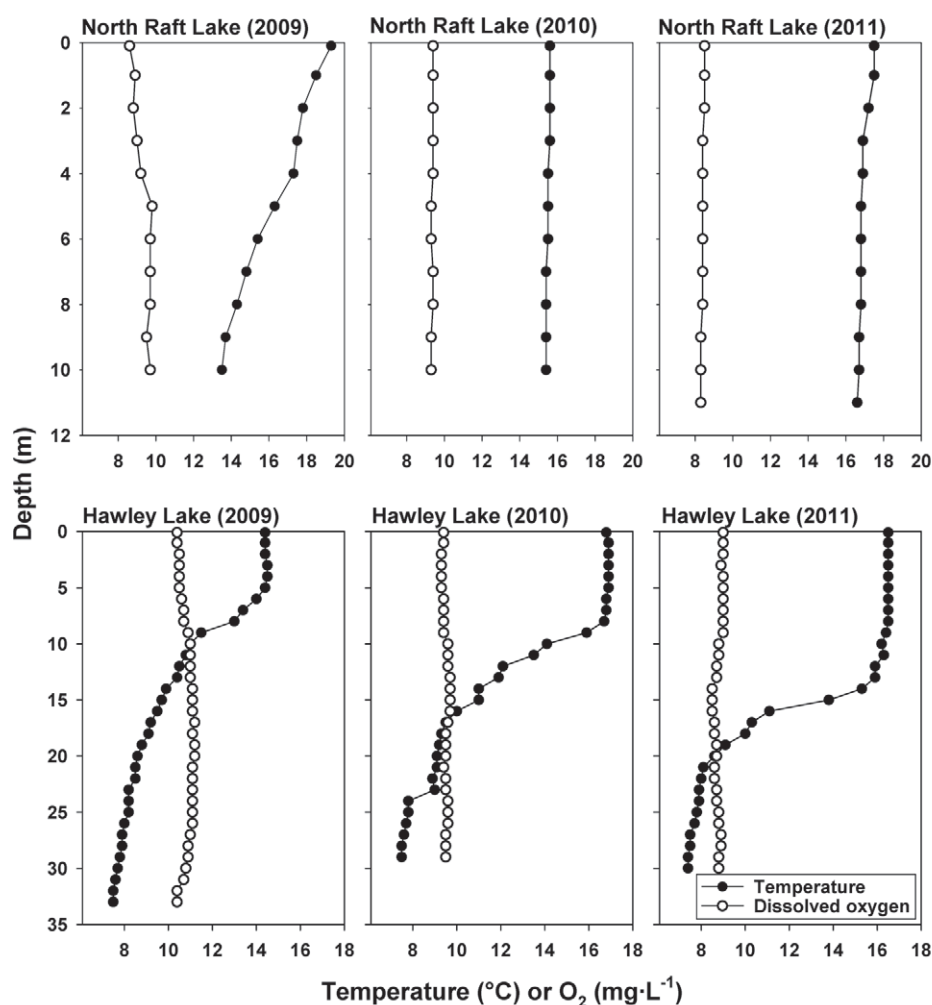 North Raft Lake (2009) North Raft Lake (2010) North Raft Lake (2011)
0
2
4
6
8
10
12
8 10 12 14 16 18 20 8 10 12 14 16 18 20 8 10 12 14 16 18 20
Depth (m)
Hawley Lake (2009) Hawley Lake (2010) Hawley Lake (2011)
0
5
10
15
20
25
30
35
Temperature
Dissolved oxygen
8 10 12 14 16 18 8 10 12 14 16 18 8 10 12 14 16 18
Temperature (°C) or O₂ (mg·L⁻¹)